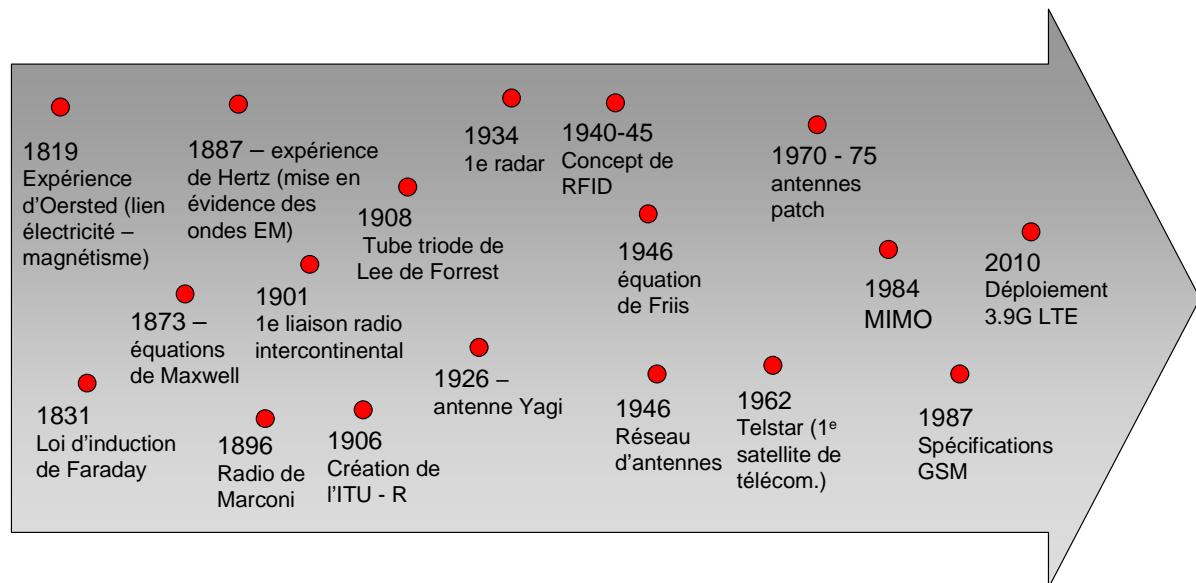 1819
Expérience
d'Oersted (lien
électricité –
magnétisme)
1831
Loi d'induction
de Faraday
1873 –
équations
de Maxwell
1887 – expérience
de Hertz (mise en
évidence des
ondes EM)
1896
Radio de
Marconi
1901
1e liaison radio
intercontinental
1906
Création de
l'ITU - R
1908
Tube triode de
Lee de Forrest
1926 –
antenne Yagi
1934
1e radar
1940-45
Concept de
RFID
1946
équation
de Friis
1946
Réseau
d'antennes
1962
Telstar (1e
satellite de
télécom.)
1970 - 75
antennes
patch
1984
MIMO
1987
Spécifications
GSM
2010
Déploiement
3.9G LTE